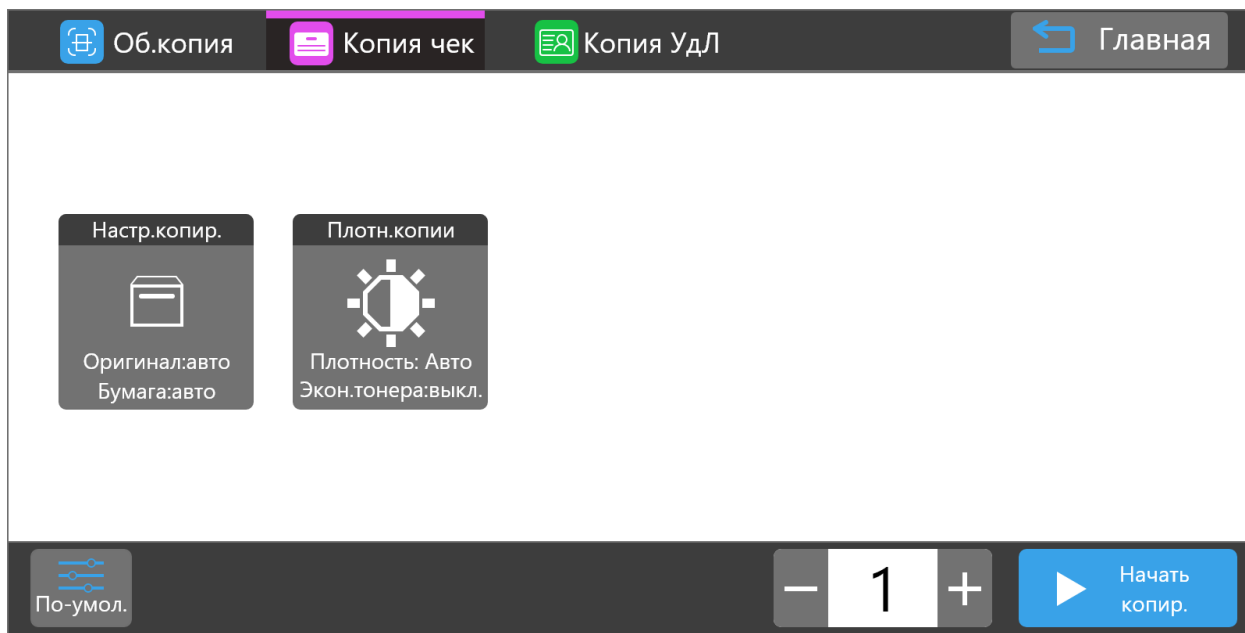 Об.копия
Копия чек
Копия УдЛ
Главная
Настр.копир.
Оригинал:авто
Бумага:авто
Плотн.копии
Плотность: Авто
Экон.тонера:выкл.
По-умол.
1
Начать
копир.